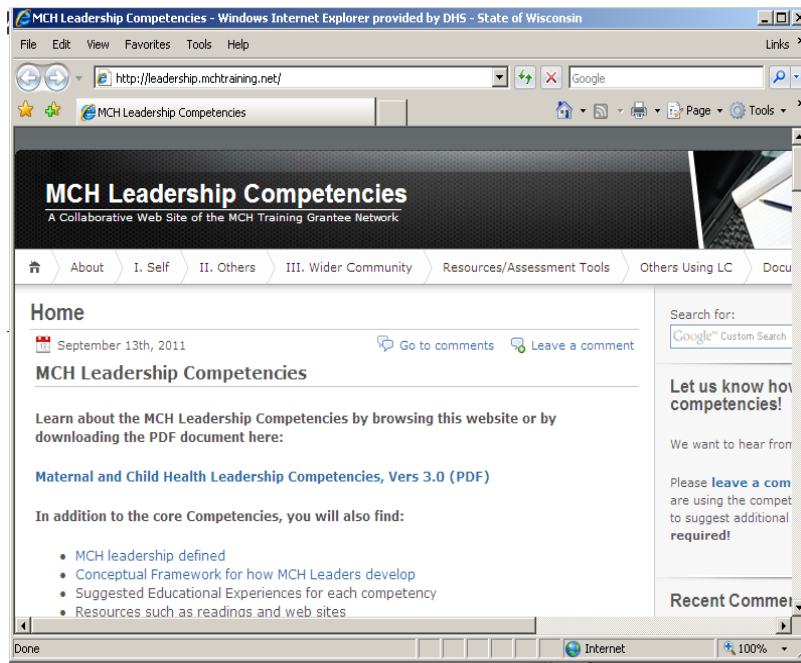 MCH Leadership Competencies - Windows Internet Explorer provided by DHS - State of Wisconsin
File Edit View Favorites Tools Help Links
http://leadership.mchtraining.net/ Google
MCH Leadership Competencies Page Tools
MCH Leadership Competencies
A Collaborative Web Site of the MCH Training Grantee Network
About I. Self II. Others III. Wider Community Resources/Assessment Tools Others Using LC Docu
Home
September 13th, 2011 Go to comments Leave a comment
MCH Leadership Competencies
Learn about the MCH Leadership Competencies by browsing this website or by
downloading the PDF document here:
Maternal and Child Health Leadership Competencies, Vers 3.0 (PDF)
In addition to the core Competencies, you will also find:
MCH leadership defined
Conceptual Framework for how MCH Leaders develop
Suggested Educational Experiences for each competency
Resources such as readings and web sites
Search for:
Google™ Custom Search
Let us know how
competencies!
We want to hear from
Please leave a com
are using the compet
to suggest additional
required!
Recent Commer
Done Internet 100%